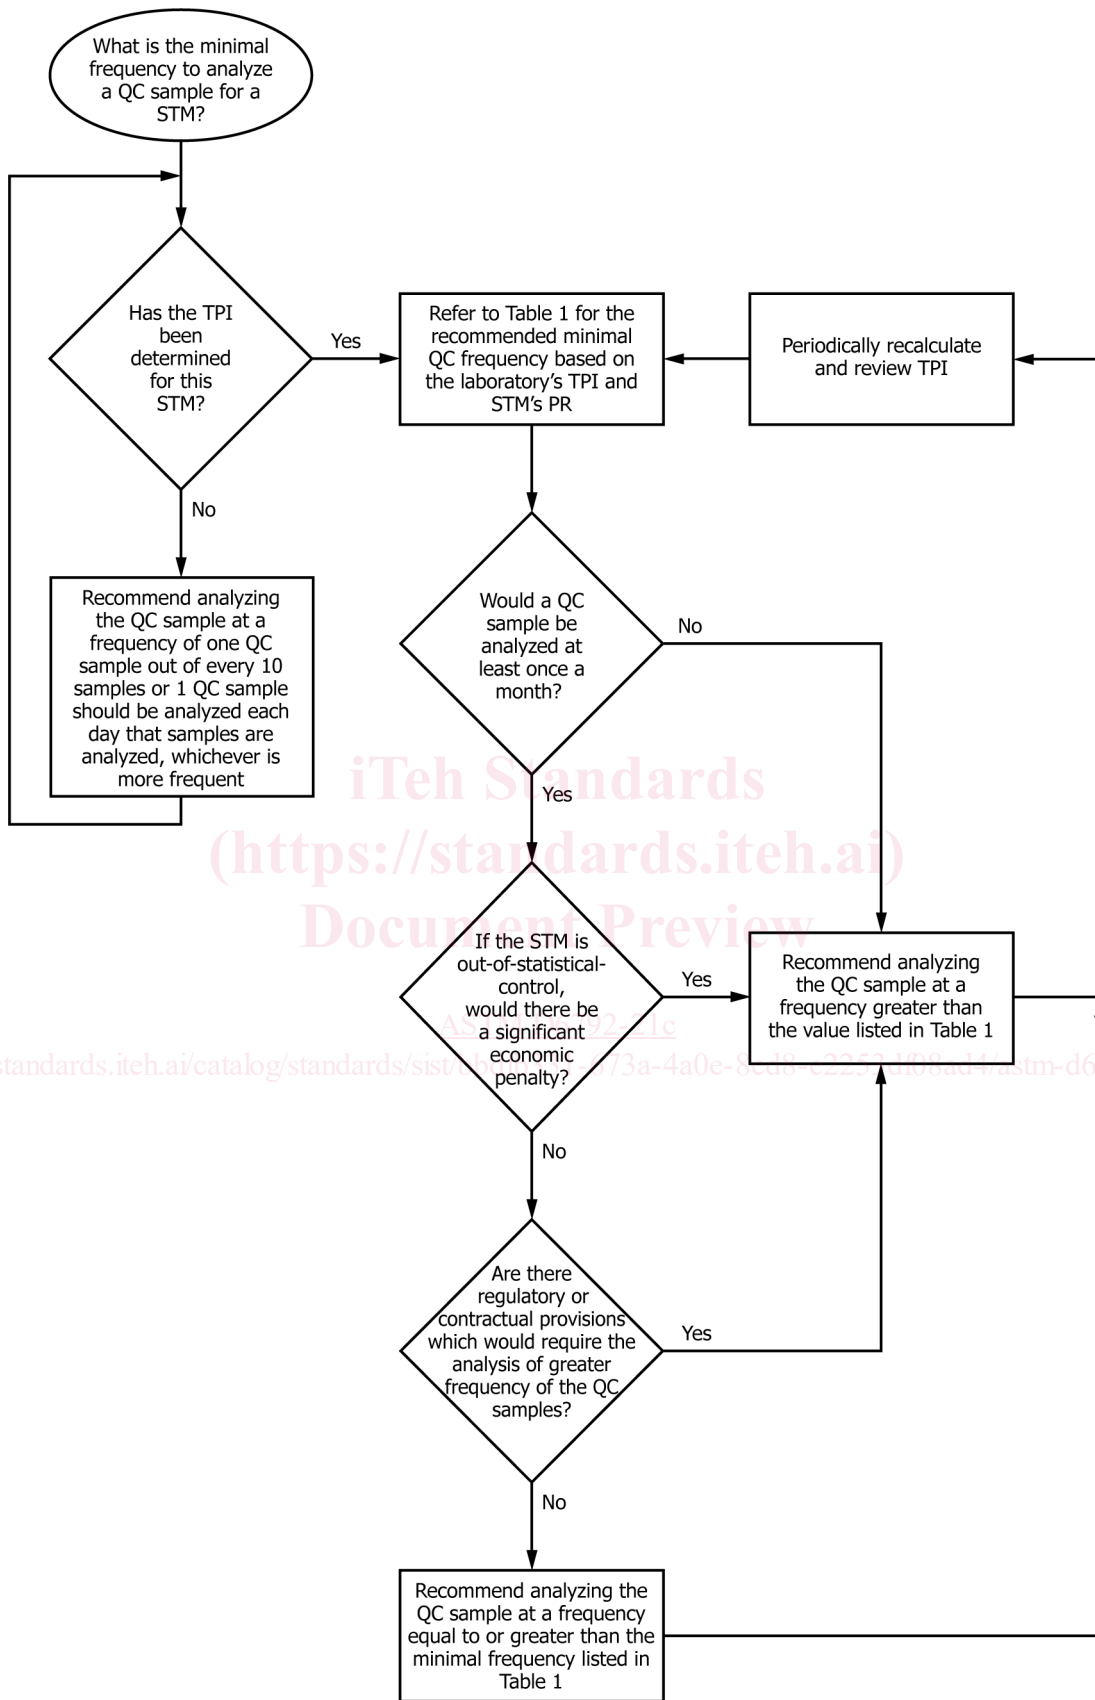 What is the minimal
frequency to analyze
a QC sample for a
STM?
Has the TPI
been
determined
for this
STM?
Yes
Refer to Table 1 for the
recommended minimal
QC frequency based on
the laboratory's TPI and
STM's PR
Periodically recalculate
and review TPI
No
Recommend analyzing
the QC sample at a
frequency of one QC
sample out of every 10
samples or 1 QC sample
should be analyzed each
day that samples are
analyzed, whichever is
more frequent
Would a QC
sample be
analyzed at
least once a
month?
No
Yes
iTeh Standards
(https://standards.iteh.ai)
Document Preview
If the STM is
out-of-statistical-
control,
would there be
a significant
economic
penalty?
Yes
Recommend analyzing
the QC sample at a
frequency greater than
the value listed in Table 1
No
Are there
regulatory or
contractual provisions
which would require the
analysis of greater
frequency of the QC
samples?
Yes
No
Recommend analyzing the
QC sample at a frequency
equal to or greater than the
minimal frequency listed in
Table 1